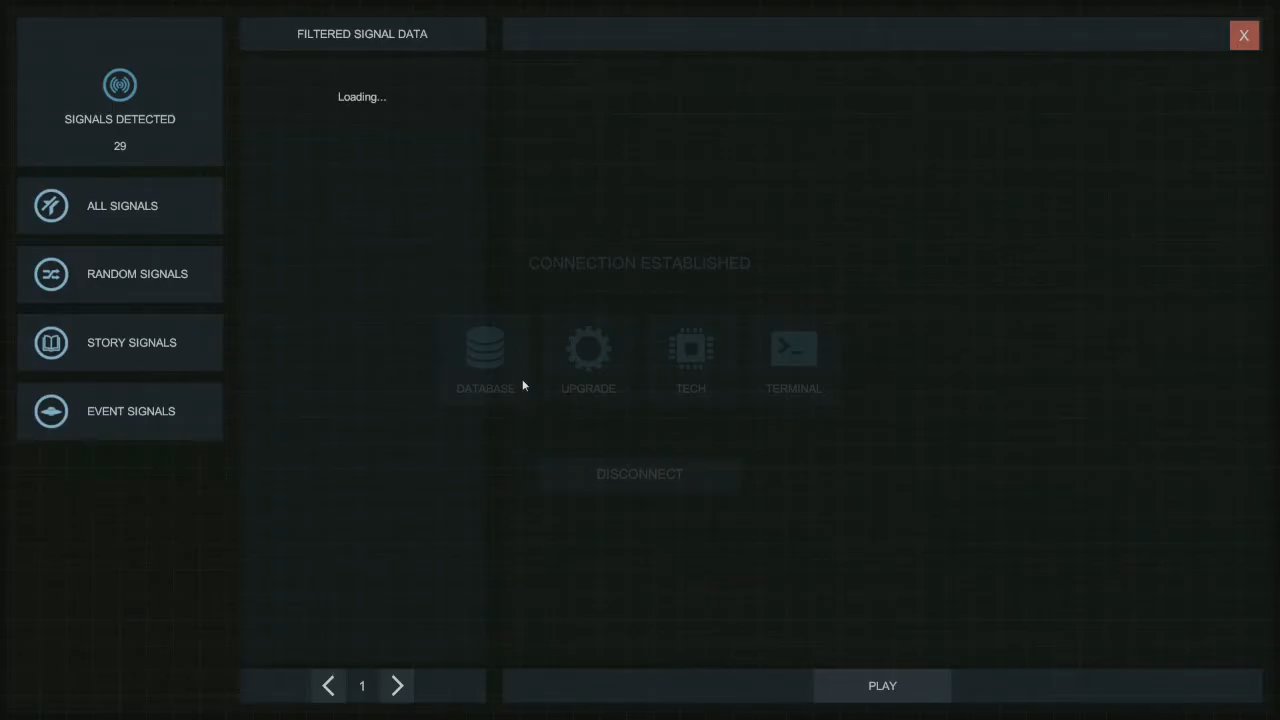 FILTERED SIGNAL DATA
X
SIGNALS DETECTED
29
ALL SIGNALS
RANDOM SIGNALS
STORY SIGNALS
EVENT SIGNALS
Loading...
CONNECTION ESTABLISHED
DATABASE
UPGRADE
TECH
TERMINAL
DISCONNECT
1
PLAY